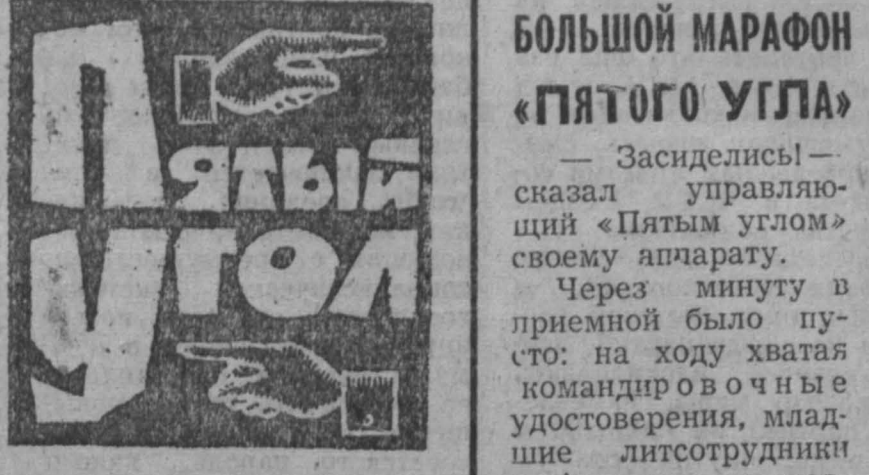 Пятый
угол
БОЛЬШОЙ МАРАФОН
«ПЯТОГО УГЛА»
— Засиделись! —
сказал управляю-
щий «Пятым углом»
своему аппарату.
Через минуту в
приемной было пу-
сто: на ходу хватая
командировочные
удостоверения, млад-
шие литсотрудники